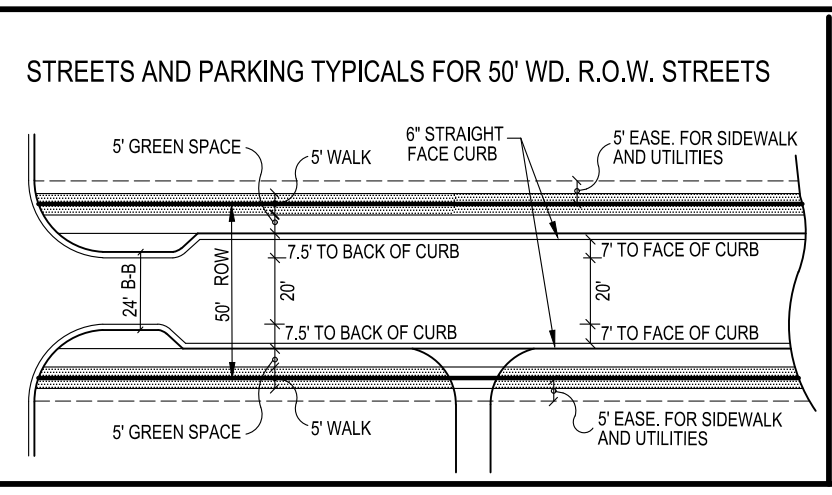 STREETS AND PARKING TYPICALS FOR 50' WD. R.O.W. STREETS
5' GREEN SPACE
5' WALK
6" STRAIGHT
FACE CURB
5' EASE. FOR SIDEWALK
AND UTILITIES
7.5' TO BACK OF CURB
7' TO FACE OF CURB
24' B-B
50' ROW
20'
20'
7.5' TO BACK OF CURB
7' TO FACE OF CURB
5' GREEN SPACE
5' WALK
5' EASE. FOR SIDEWALK
AND UTILITIES